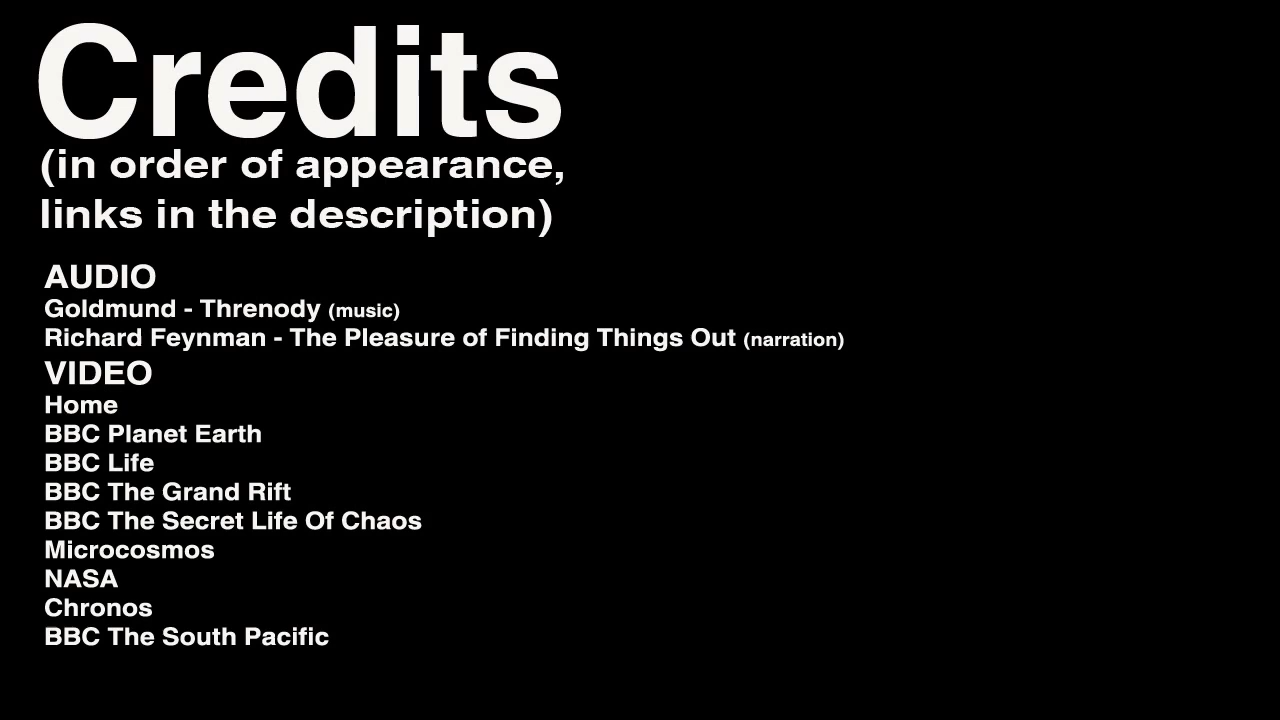 Credits
(in order of appearance,
links in the description)
AUDIO
Goldmund - Threnody (music)
Richard Feynman - The Pleasure of Finding Things Out (narration)
VIDEO
Home
BBC Planet Earth
BBC Life
BBC The Grand Rift
BBC The Secret Life Of Chaos
Microcosmos
NASA
Chronos
BBC The South Pacific